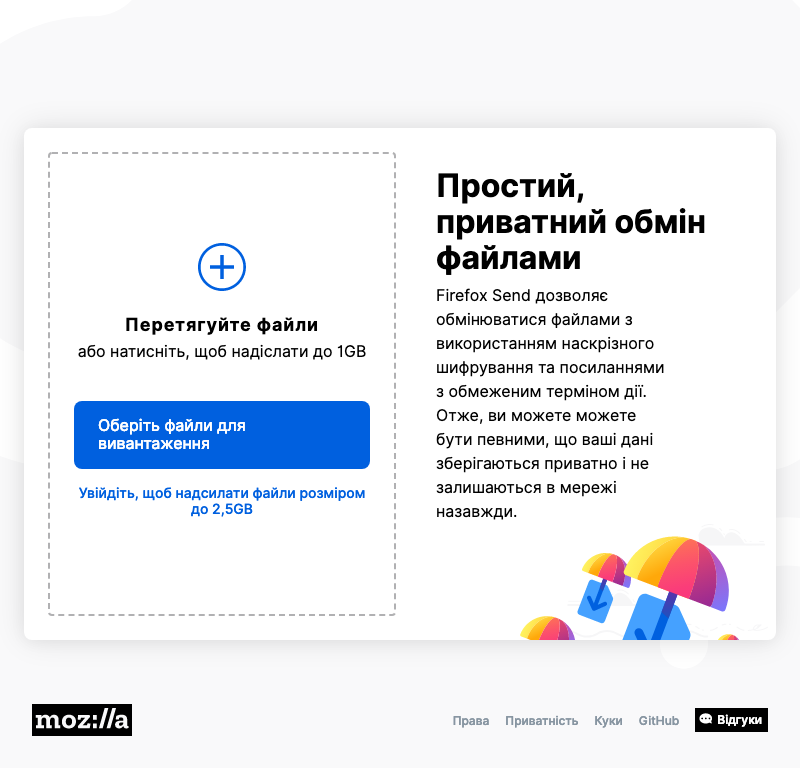 Перетягуйте файли
або натисніть, щоб надіслати до 1GB
Оберіть файли для
вивантаження
Увійдіть, щоб надсилати файли розміром
до 2,5GB
Простий,
приватний обмін
файлами
Firefox Send дозволяє
обмінюватися файлами з
використанням наскрізного
шифрування та посиланнями
з обмеженим терміном дії.
Отже, ви можете можете
бути певними, що ваші дані
зберігаються приватно і не
залишаються в мережі
назавжди.
moz://a
Права
Приватність
Куки
GitHub
Відгуки